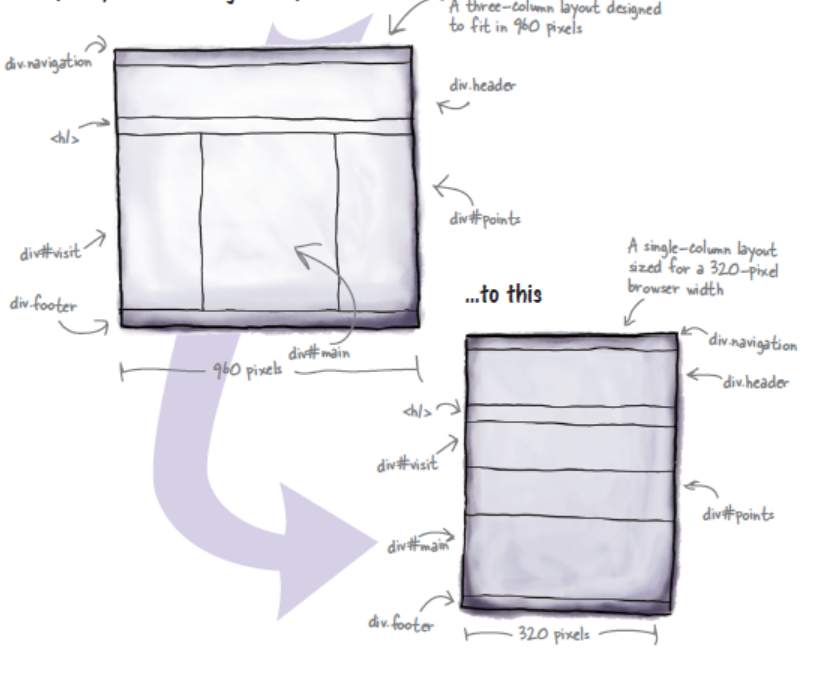 A three-column layout designed
to fit in 960 pixels
div.navigation
div.header
<h1>
div#points
div#visit
div.footer
div#main
960 pixels
...to this
A single-column layout
sized for a 320-pixel
browser width
div.navigation
div.header
<h1>
div#visit
div#points
div#main
div.footer
320 pixels